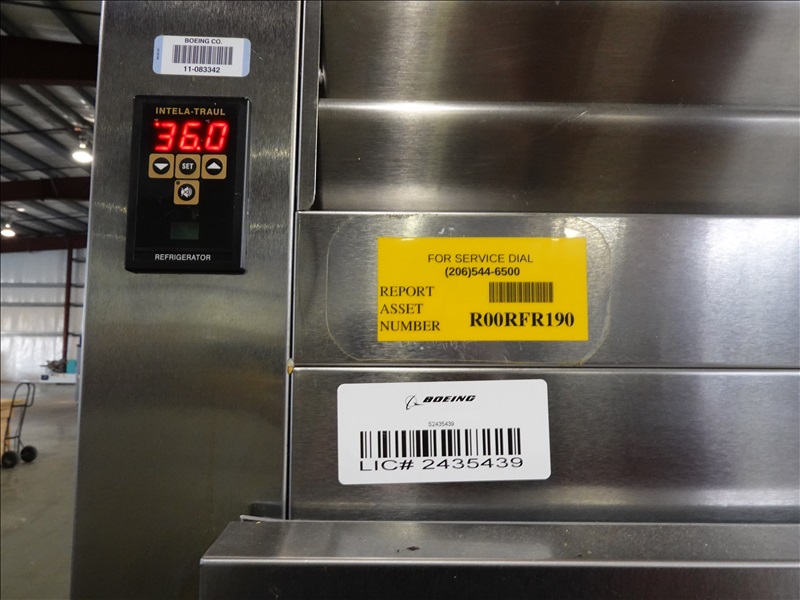 BOEING CO.
11-083342
INTELA-TRAUL
36.0
SET
REFRIGERATOR
FOR SERVICE DIAL
(206)544-6500
REPORT
ASSET
NUMBER R00RFR190
BOEING
S2435439
LIC# 2435439